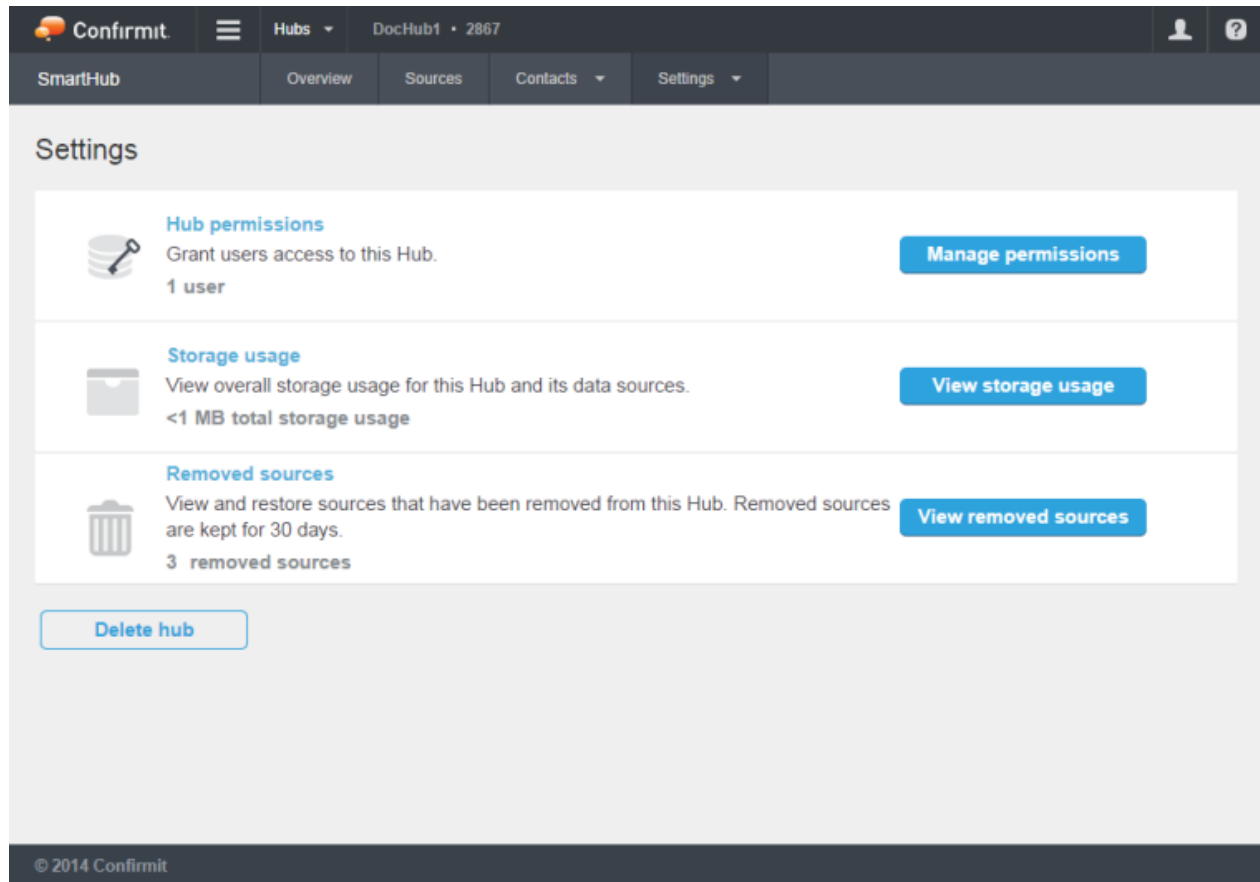 Confirmit. Hubs DocHub1 • 2867
SmartHub Overview Sources Contacts Settings
Settings
Hub permissions
Grant users access to this Hub.
1 user
Manage permissions
Storage usage
View overall storage usage for this Hub and its data sources.
<1 MB total storage usage
View storage usage
Removed sources
View and restore sources that have been removed from this Hub. Removed sources
are kept for 30 days.
3 removed sources
View removed sources
Delete hub
© 2014 Confirmit